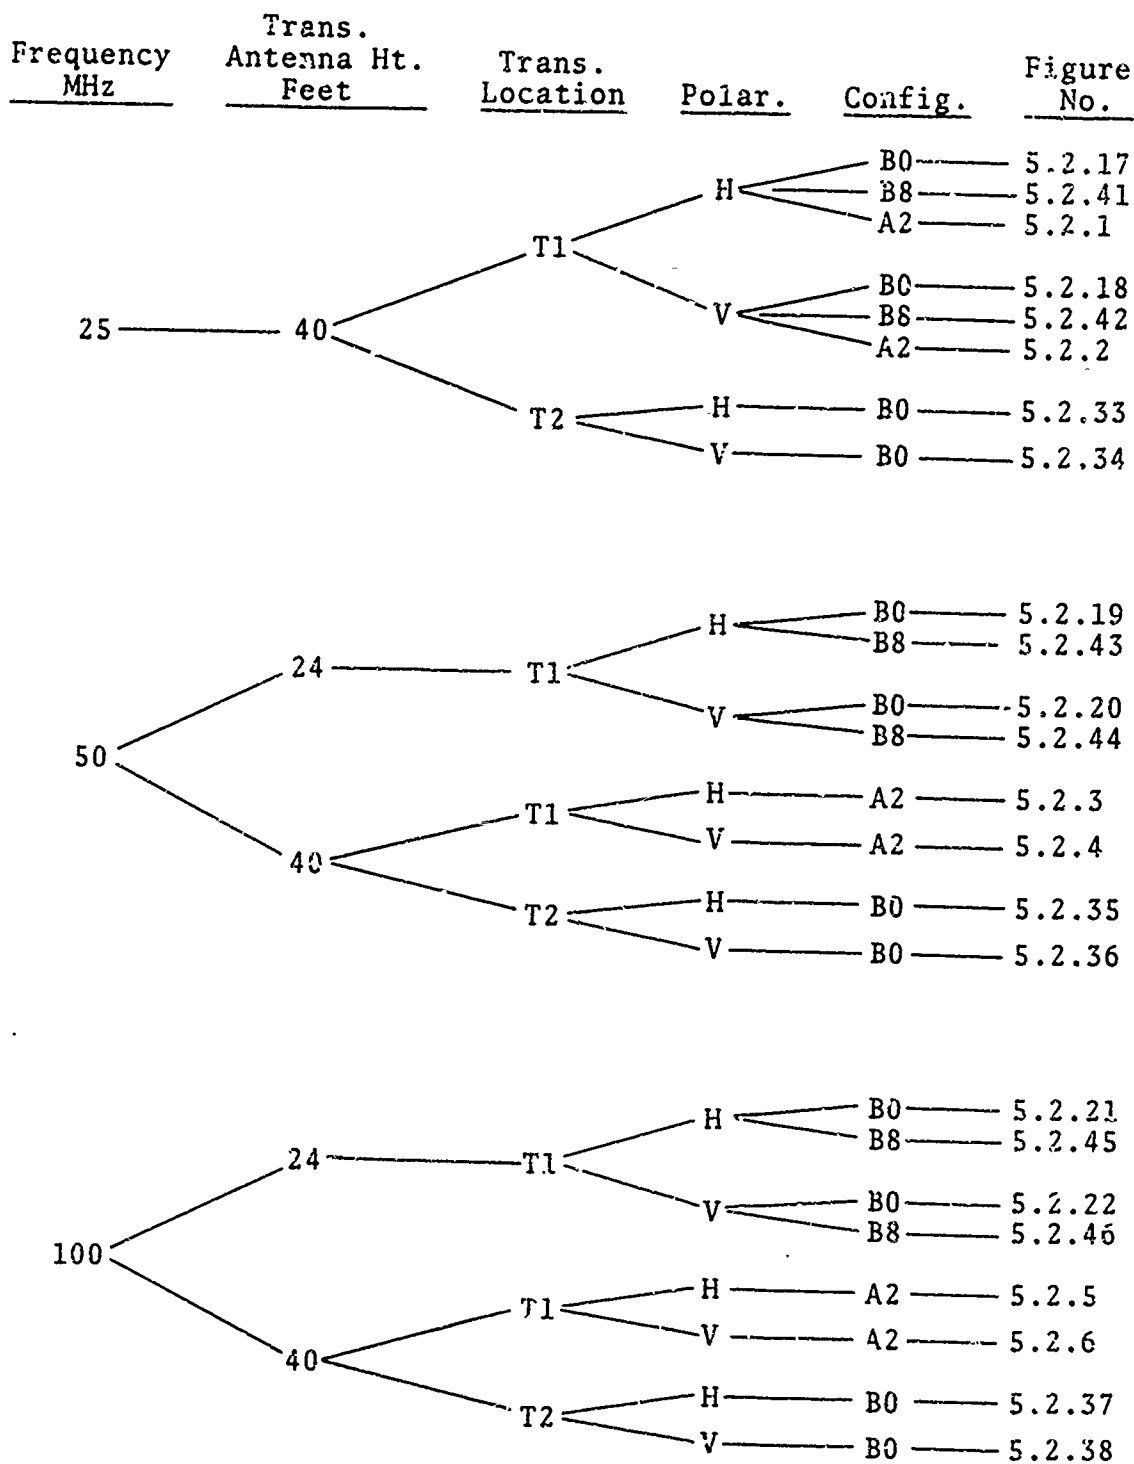 Trans.
Frequency Antenna Ht. Trans. Figure
MHz Feet Location Polar. Config. No.
B0 5.2.17
H B8 5.2.41
A2 5.2.1
T1
B0 5.2.18
25 40 V B8 5.2.42
A2 5.2.2
T2 H B0 5.2.33
V B0 5.2.34
H B0 5.2.19
B8 5.2.43
24 T1
V B0 5.2.20
B8 5.2.44
50
T1 H A2 5.2.3
V A2 5.2.4
40
T2 H B0 5.2.35
V B0 5.2.36
H B0 5.2.21
B8 5.2.45
24 T1
V B0 5.2.22
B8 5.2.46
100
T1 H A2 5.2.5
V A2 5.2.6
40
T2 H B0 5.2.37
V B0 5.2.38